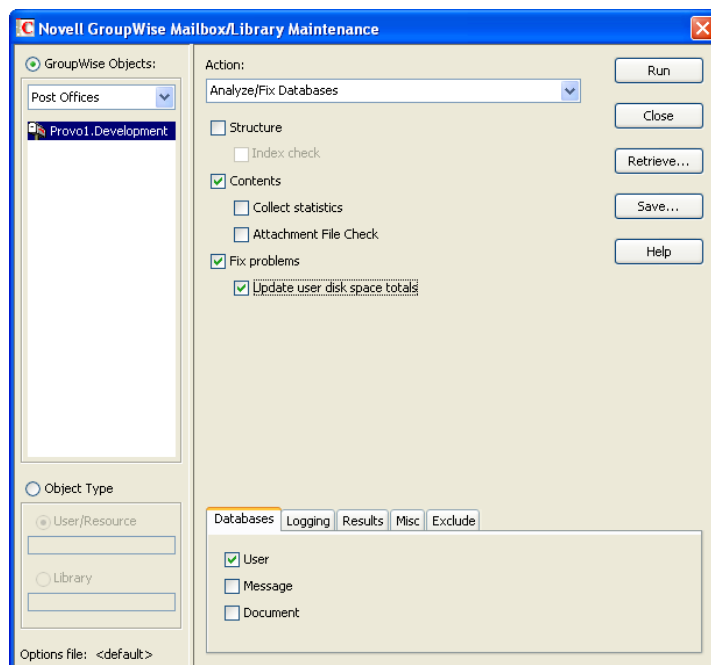 Novell GroupWise Mailbox/Library Maintenance
GroupWise Objects:
Post Offices
Provo1.Development
Object Type
User/Resource
Library
Options file: <default>
Action:
Analyze/Fix Databases
Structure
Index check
Contents
Collect statistics
Attachment File Check
Fix problems
Update user disk space totals
Databases Logging Results Misc Exclude
User
Message
Document
Run
Close
Retrieve...
Save...
Help